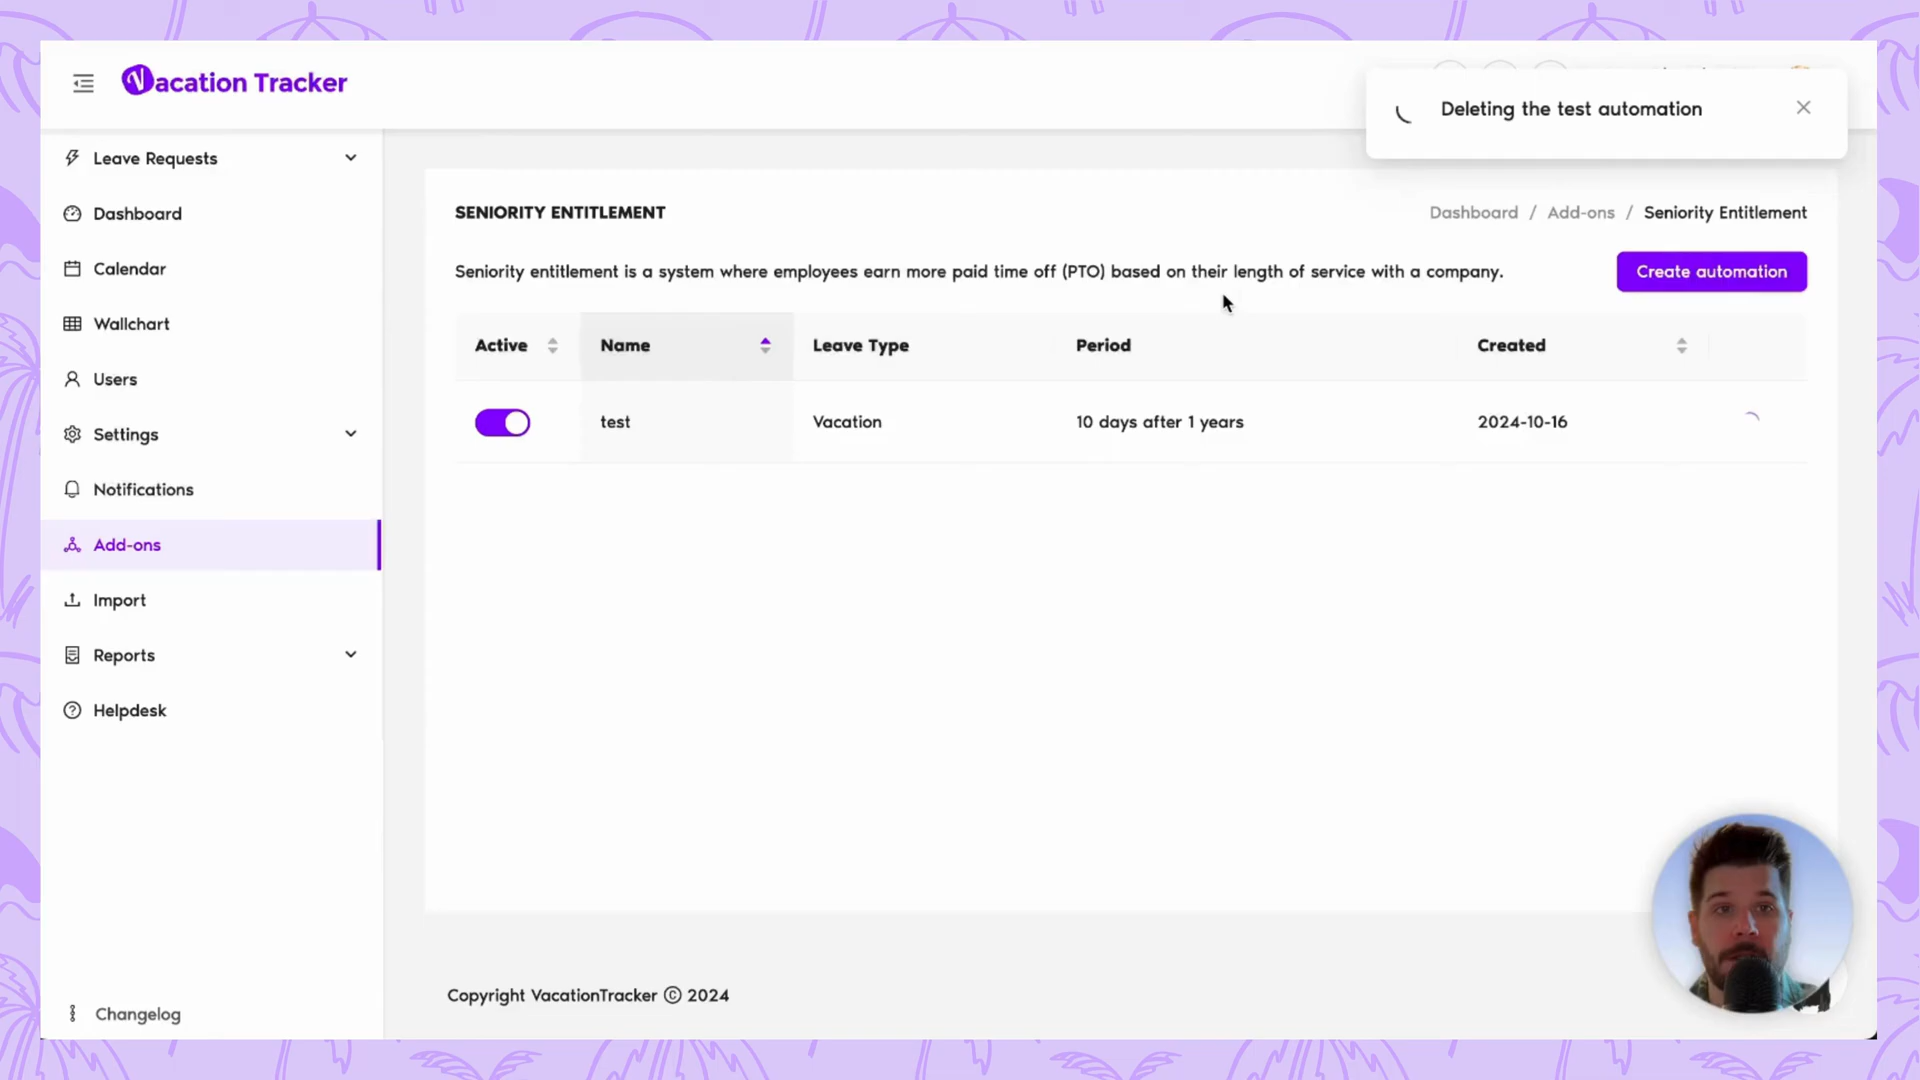 Vacation Tracker
Deleting the test automation
Leave Requests
Dashboard
Calendar
Wallchart
Users
Settings
Notifications
Add-ons
Import
Reports
Helpdesk
Changelog
SENIORITY ENTITLEMENT
Dashboard / Add-ons / Seniority Entitlement
Seniority entitlement is a system where employees earn more paid time off (PTO) based on their length of service with a company.
Create automation
Active Name Leave Type Period Created
test Vacation 10 days after 1 years 2024-10-16
Copyright VacationTracker © 2024